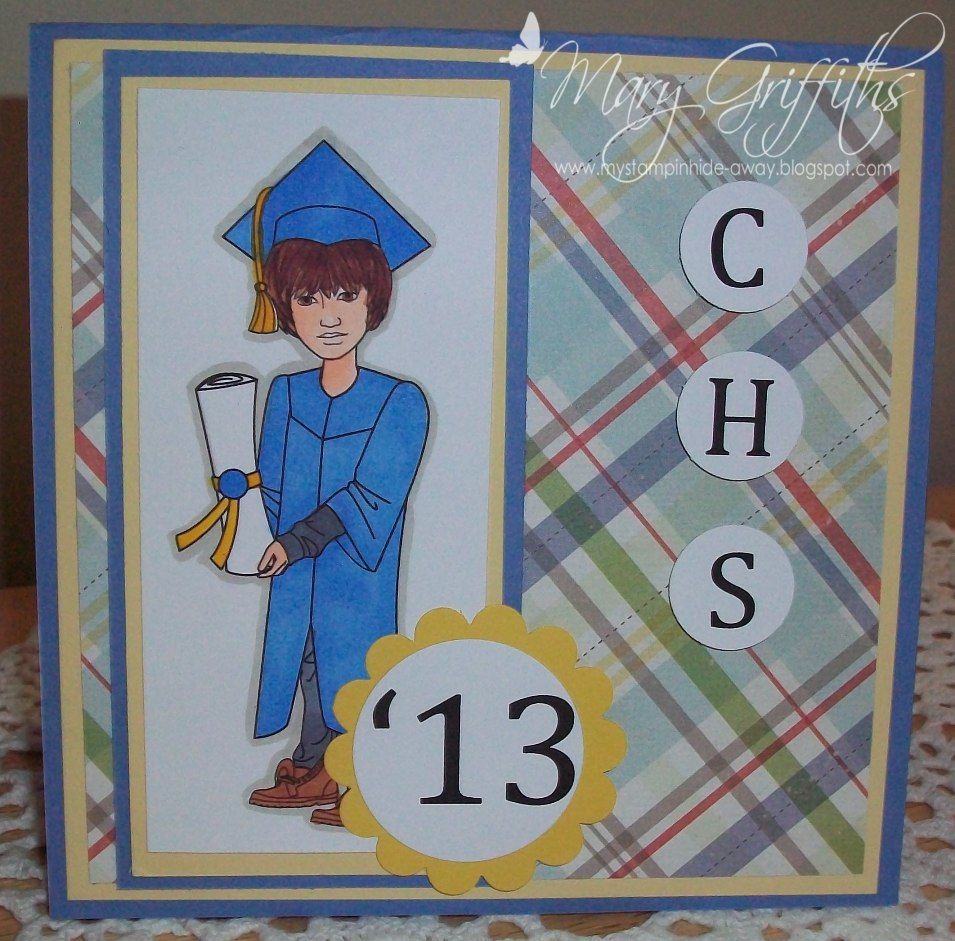 Mary Griffiths
www.mystampinhide-away.blogspot.com
C
H
S
‘13